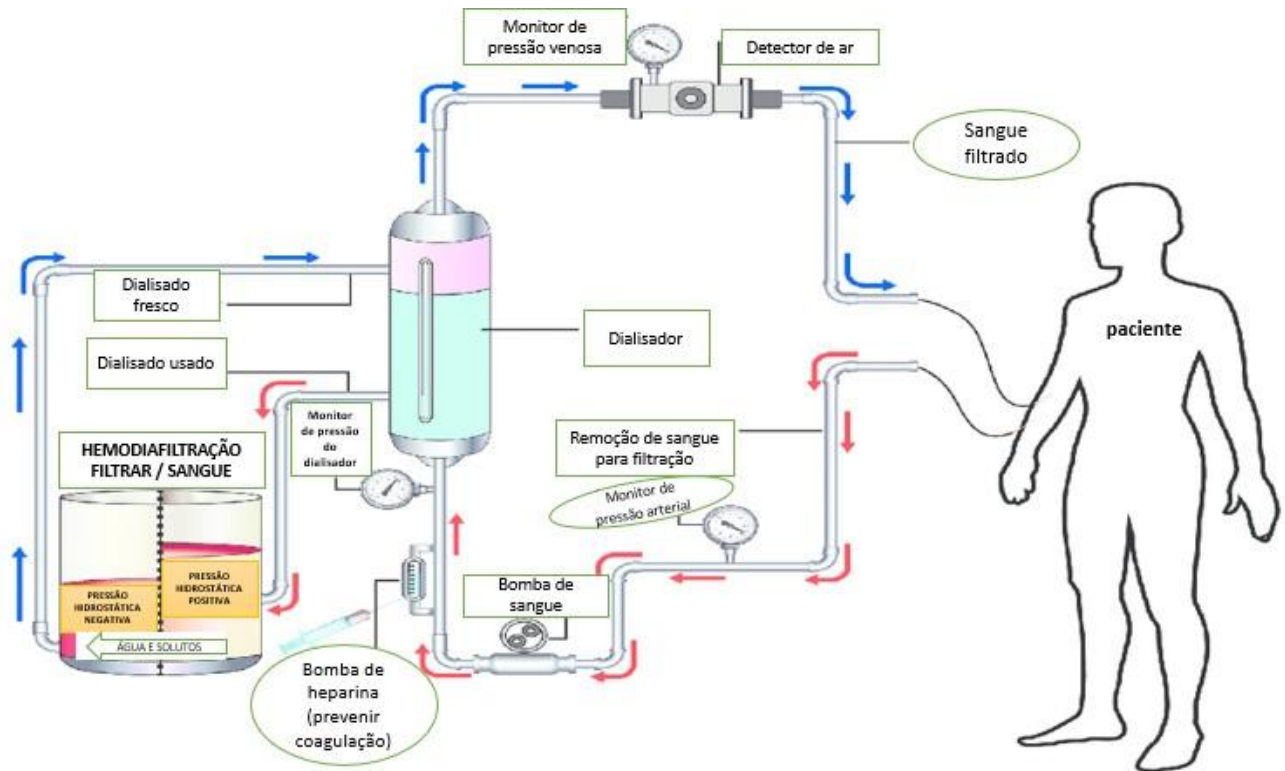 Monitor de
pressão venosa
Detector de ar
Sangue
filtrado
Dialisado
fresco
Dialisador
paciente
Dialisado usado
Monitor
de pressão
do
dialisador
HEMODIAFILTRAÇÃO
FILTRAR / SANGUE
Remoção de sangue
para filtração
Monitor de
pressão arterial
PRESSÃO
HIDROSTÁTICA
NEGATIVA
PRESSÃO
HIDROSTÁTICA
POSITIVA
ÁGUA E SOLUTOS
Bomba de
sangue
Bomba de
heparina
(prevenir
coagulação)